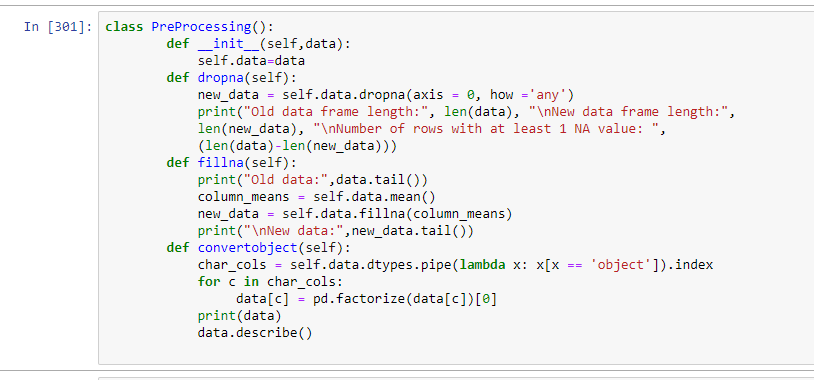 In [301]: class PreProcessing():
def __init__(self,data):
self.data=data
def dropna(self):
new_data = self.data.dropna(axis = 0, how ='any')
print("Old data frame length:", len(data), "\nNew data frame length:",
len(new_data), "\nNumber of rows with at least 1 NA value: ",
(len(data)-len(new_data)))
def fillna(self):
print("Old data:",data.tail())
column_means = self.data.mean()
new_data = self.data.fillna(column_means)
print("\nNew data:",new_data.tail())
def convertobject(self):
char_cols = self.data.dtypes.pipe(lambda x: x[x == 'object']).index
for c in char_cols:
data[c] = pd.factorize(data[c])[0]
print(data)
data.describe()